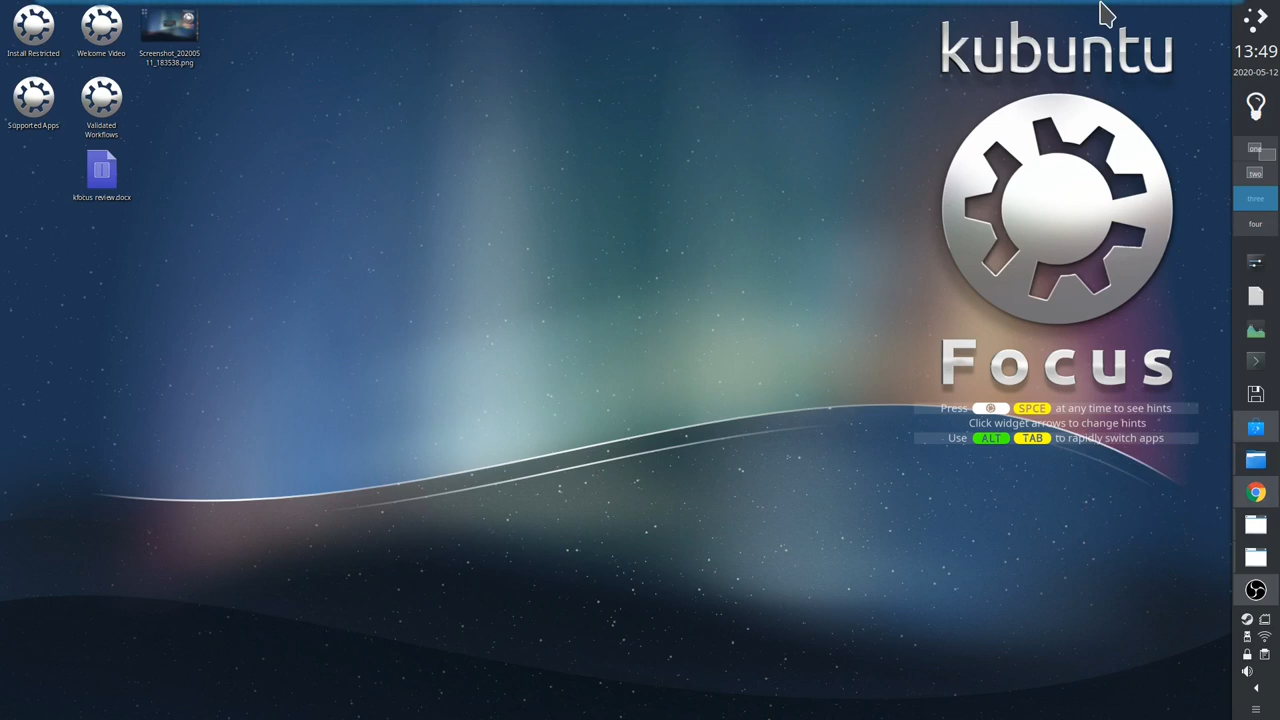 Install Restricted
Welcome Video
Screenshot_202005
11_183538.png
Supported Apps
Validated
Workflows
kfocus review.docx
kubuntu
Focus
Press SPCE at any time to see hints
Click widget arrows to change hints
Use ALT TAB to rapidly switch apps
13:49
2020-05-12
one
two
three
four